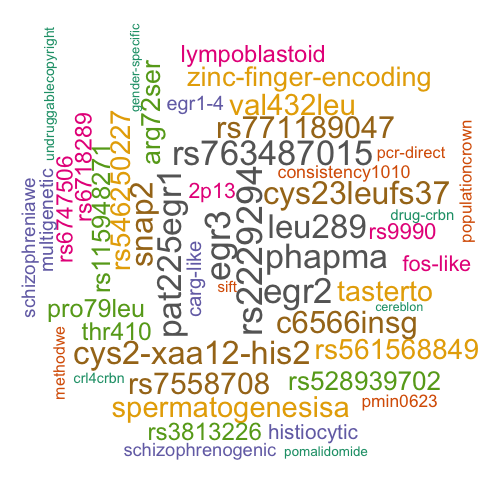 lympoblastoid
zinc-finger-encoding
undruggablecopyright
gender-specific
egr1-4
val432leu
arg72ser
rs771189047
rs763487015
pcr-direct
consistency1010
populationcrown
schizophreniawe
multigenetic
rs6747506
rs6718289
rs115948271
rs546250227
snap2
pat225egr1
2p13
egr3
rs2229294
cys23leufs37
drug-crbn
leu289
rs9990
phapma
fos-like
carg-like
sift
egr2
tasterto
cereblon
pro79leu
thr410
c6566insg
methodwe
cys2-xaa12-his2
rs561568849
crl4crbn
rs7558708
rs528939702
spermatogenesisa
pmin0623
rs3813226
histiocytic
schizophrenogenic
pomalidomide